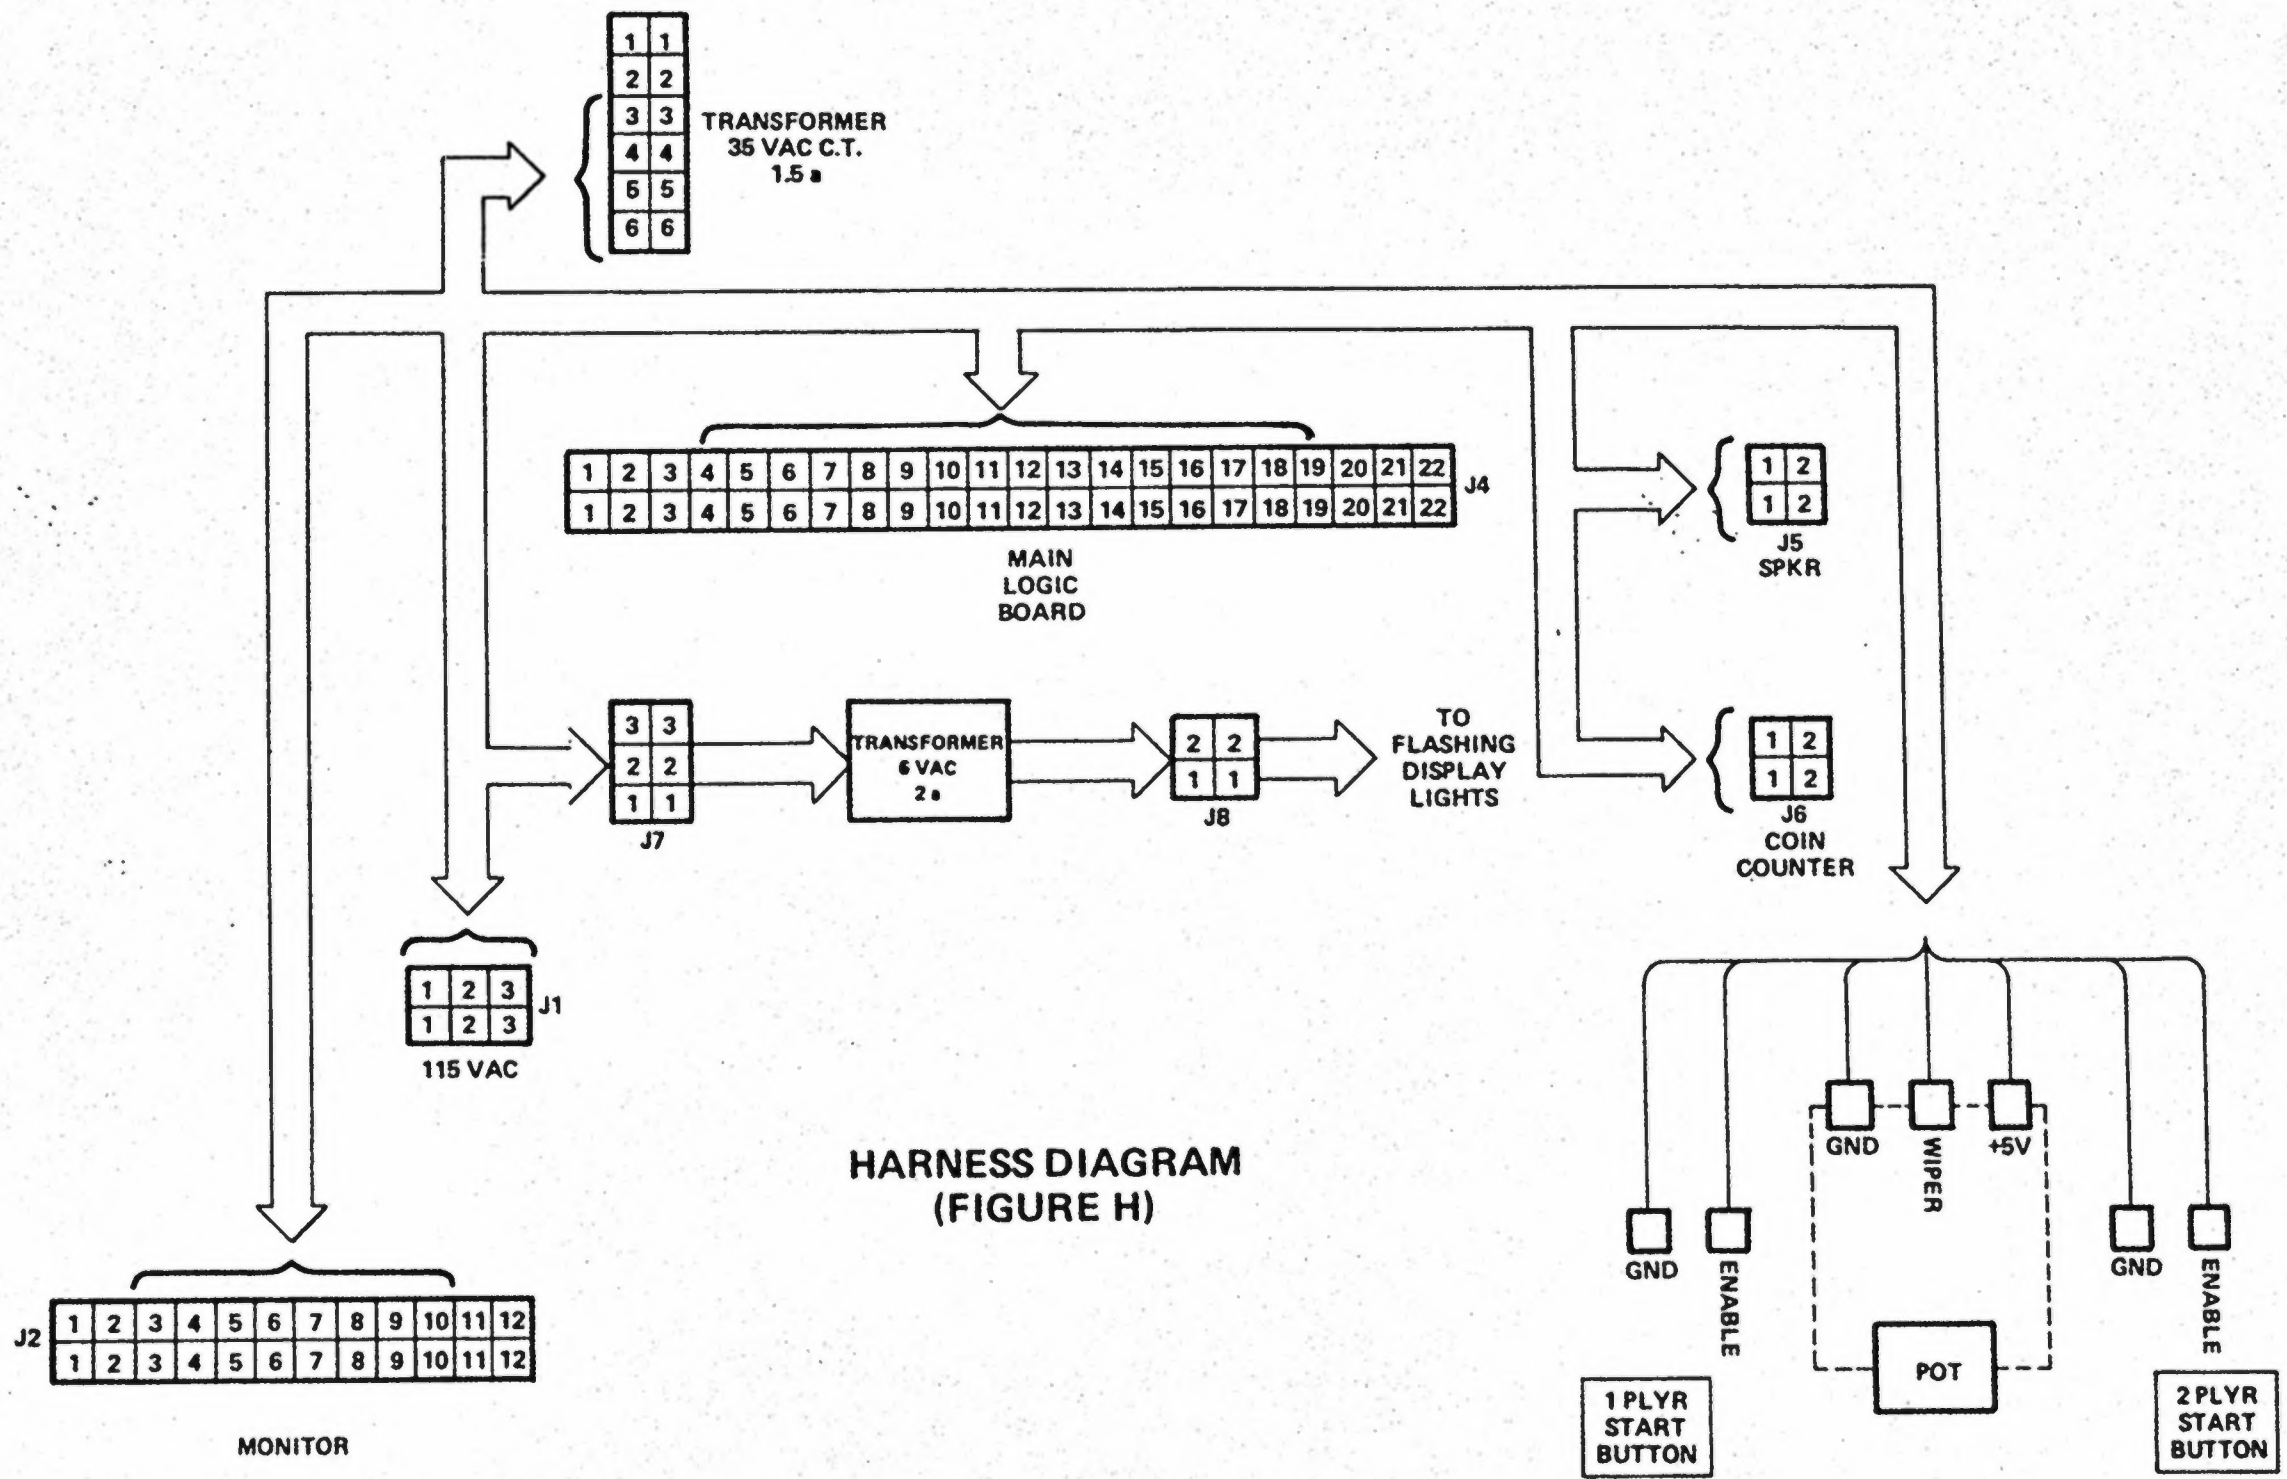 1 1
2 2
3 3
4 4
5 5
6 6
TRANSFORMER
35 VAC C.T.
1.5 a
1 2 3 4 5 6 7 8 9 10 11 12 13 14 15 16 17 18 19 20 21 22
1 2 3 4 5 6 7 8 9 10 11 12 13 14 15 16 17 18 19 20 21 22
J4
MAIN
LOGIC
BOARD
1 2
1 2
J5
SPKR
3 3
2 2
1 1
J7
TRANSFORMER
6 VAC
2 a
2 2
1 1
J8
TO
FLASHING
DISPLAY
LIGHTS
1 2
1 2
J6
COIN
COUNTER
1 2 3
1 2 3
J1
115 VAC
HARNESS DIAGRAM
(FIGURE H)
J2
1 2 3 4 5 6 7 8 9 10 11 12
1 2 3 4 5 6 7 8 9 10 11 12
MONITOR
GND
WIPER
+5V
GND
ENABLE
GND
ENABLE
POT
1 PLYR
START
BUTTON
2 PLYR
START
BUTTON